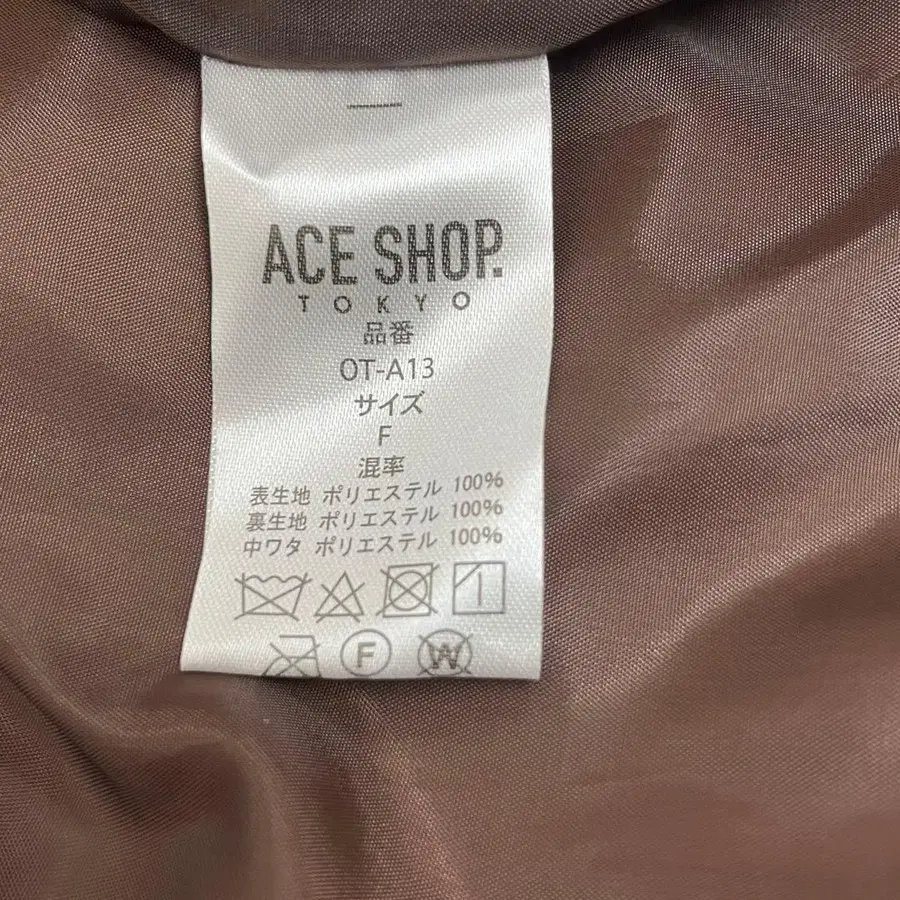 ACE SHOP.
TOKYO
品番
OT-A13
サイズ
F
混率
表生地 ポリエステル 100%
裏生地 ポリエステル 100%
中ワタ ポリエステル 100%
F W